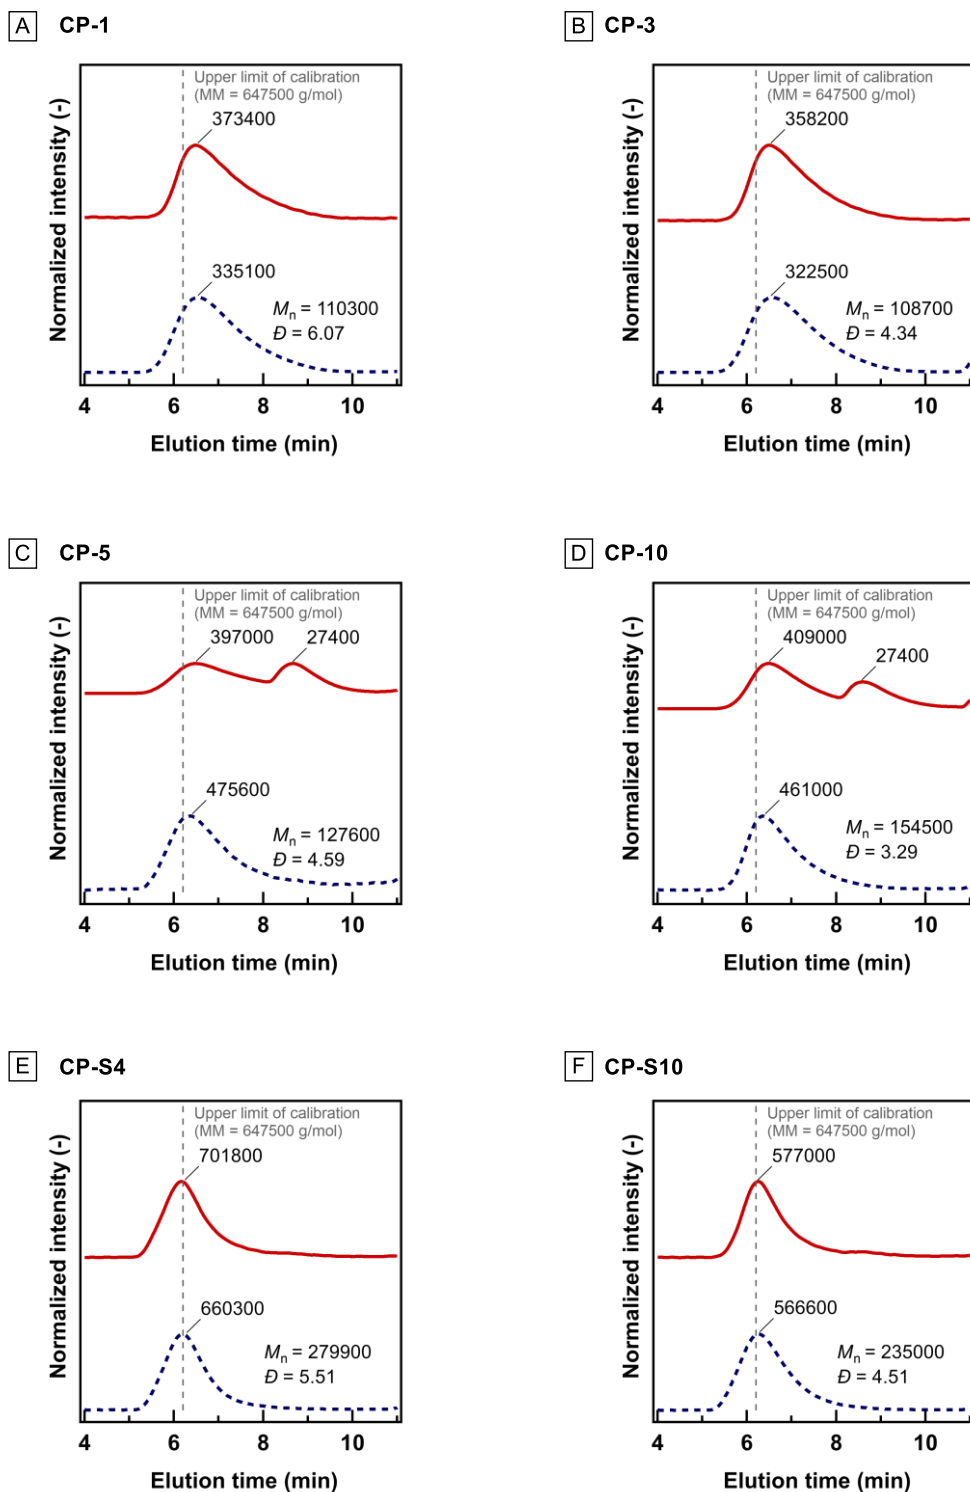 A CP-1
Upper limit of calibration
(MM = 647500 g/mol)
373400
335100
Mn = 110300
Đ = 6.07
Normalized intensity (-)
4 6 8 10
Elution time (min)
B CP-3
Upper limit of calibration
(MM = 647500 g/mol)
358200
322500
Mn = 108700
Đ = 4.34
Normalized intensity (-)
4 6 8 10
Elution time (min)
C CP-5
Upper limit of calibration
(MM = 647500 g/mol)
397000 27400
475600
Mn = 127600
Đ = 4.59
Normalized intensity (-)
4 6 8 10
Elution time (min)
D CP-10
Upper limit of calibration
(MM = 647500 g/mol)
409000
27400
461000
Mn = 154500
Đ = 3.29
Normalized intensity (-)
4 6 8 10
Elution time (min)
E CP-S4
Upper limit of calibration
(MM = 647500 g/mol)
701800
660300
Mn = 279900
Đ = 5.51
Normalized intensity (-)
4 6 8 10
Elution time (min)
F CP-S10
Upper limit of calibration
(MM = 647500 g/mol)
577000
566600
Mn = 235000
Đ = 4.51
Normalized intensity (-)
4 6 8 10
Elution time (min)